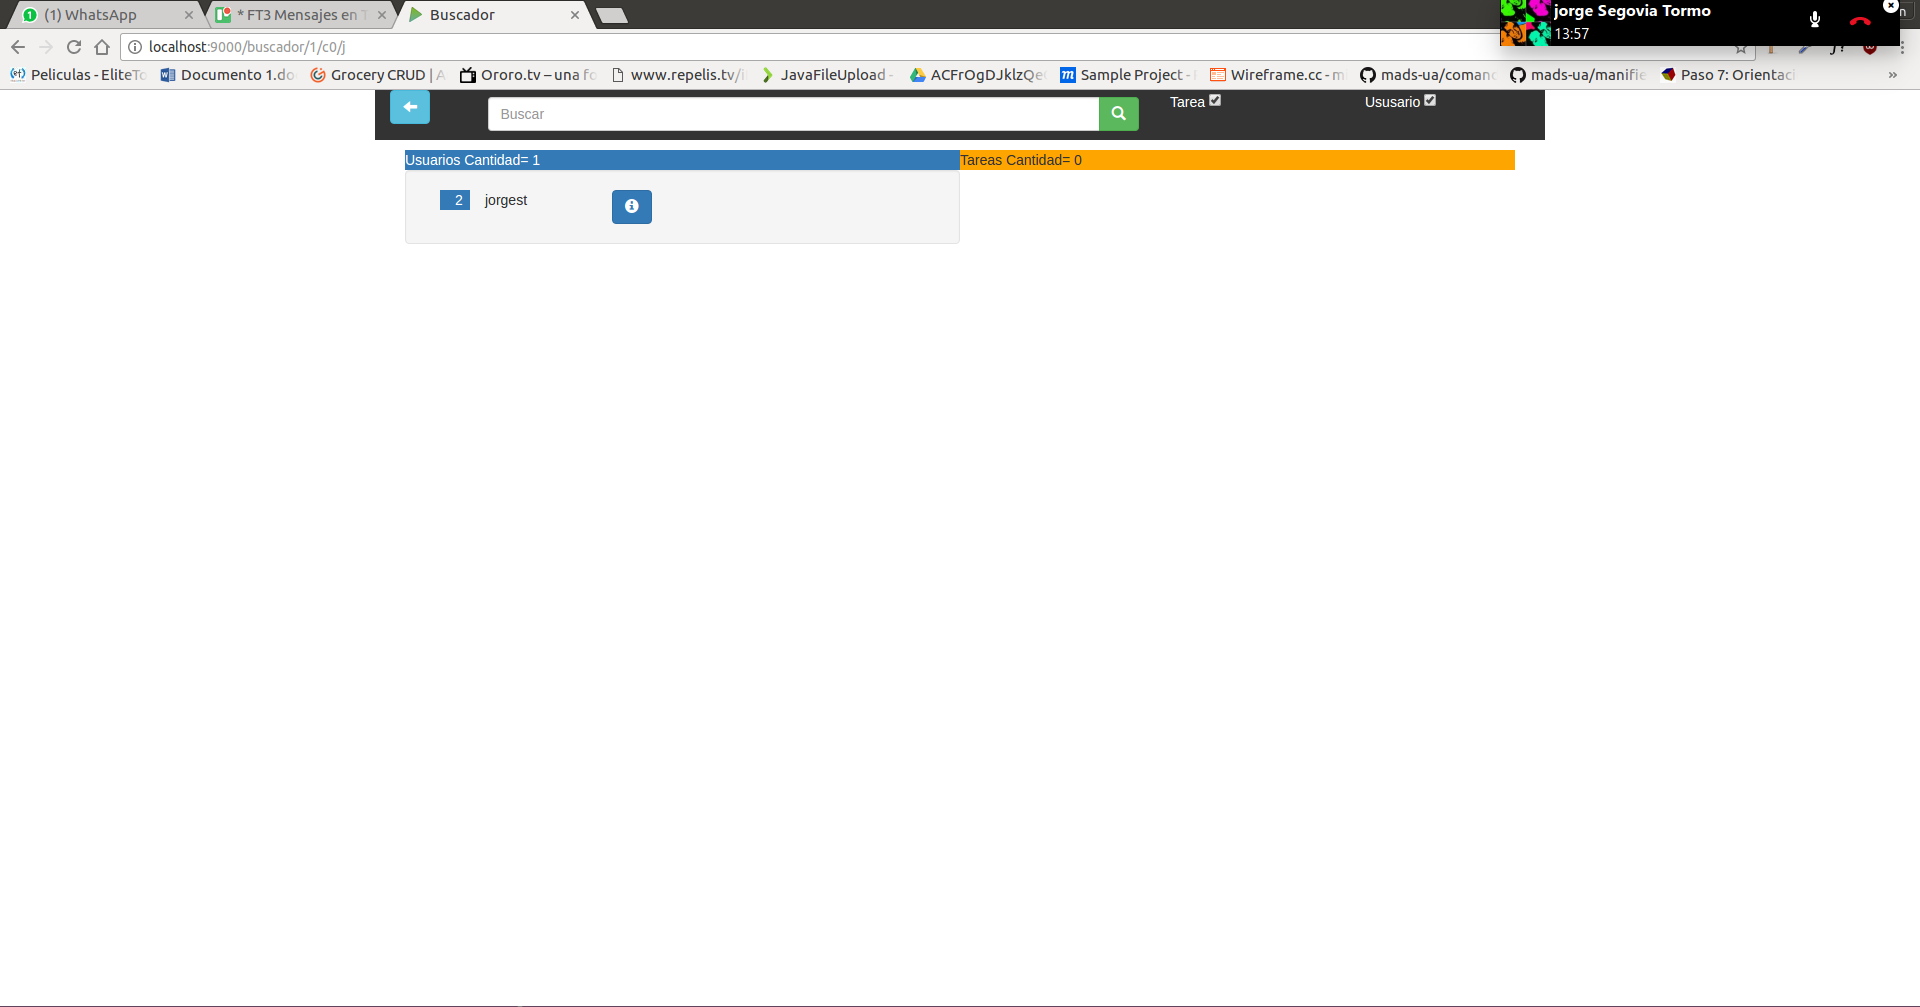 (1) WhatsApp
* FT3 Mensajes en T
Buscador
jorge Segovia Tormo
13:57
localhost:9000/buscador/1/c0/j
Peliculas - EliteTo
Documento 1.do
Grocery CRUD | A
Ororo.tv – una fo
www.repelis.tv/i
JavaFileUpload -
ACFrOgDJklzQe
Sample Project -
Wireframe.cc - m
mads-ua/coman
mads-ua/manifie
Paso 7: Orientaci
»
Buscar
Tarea
Ususario
Usuarios Cantidad= 1
Tareas Cantidad= 0
2 jorgest